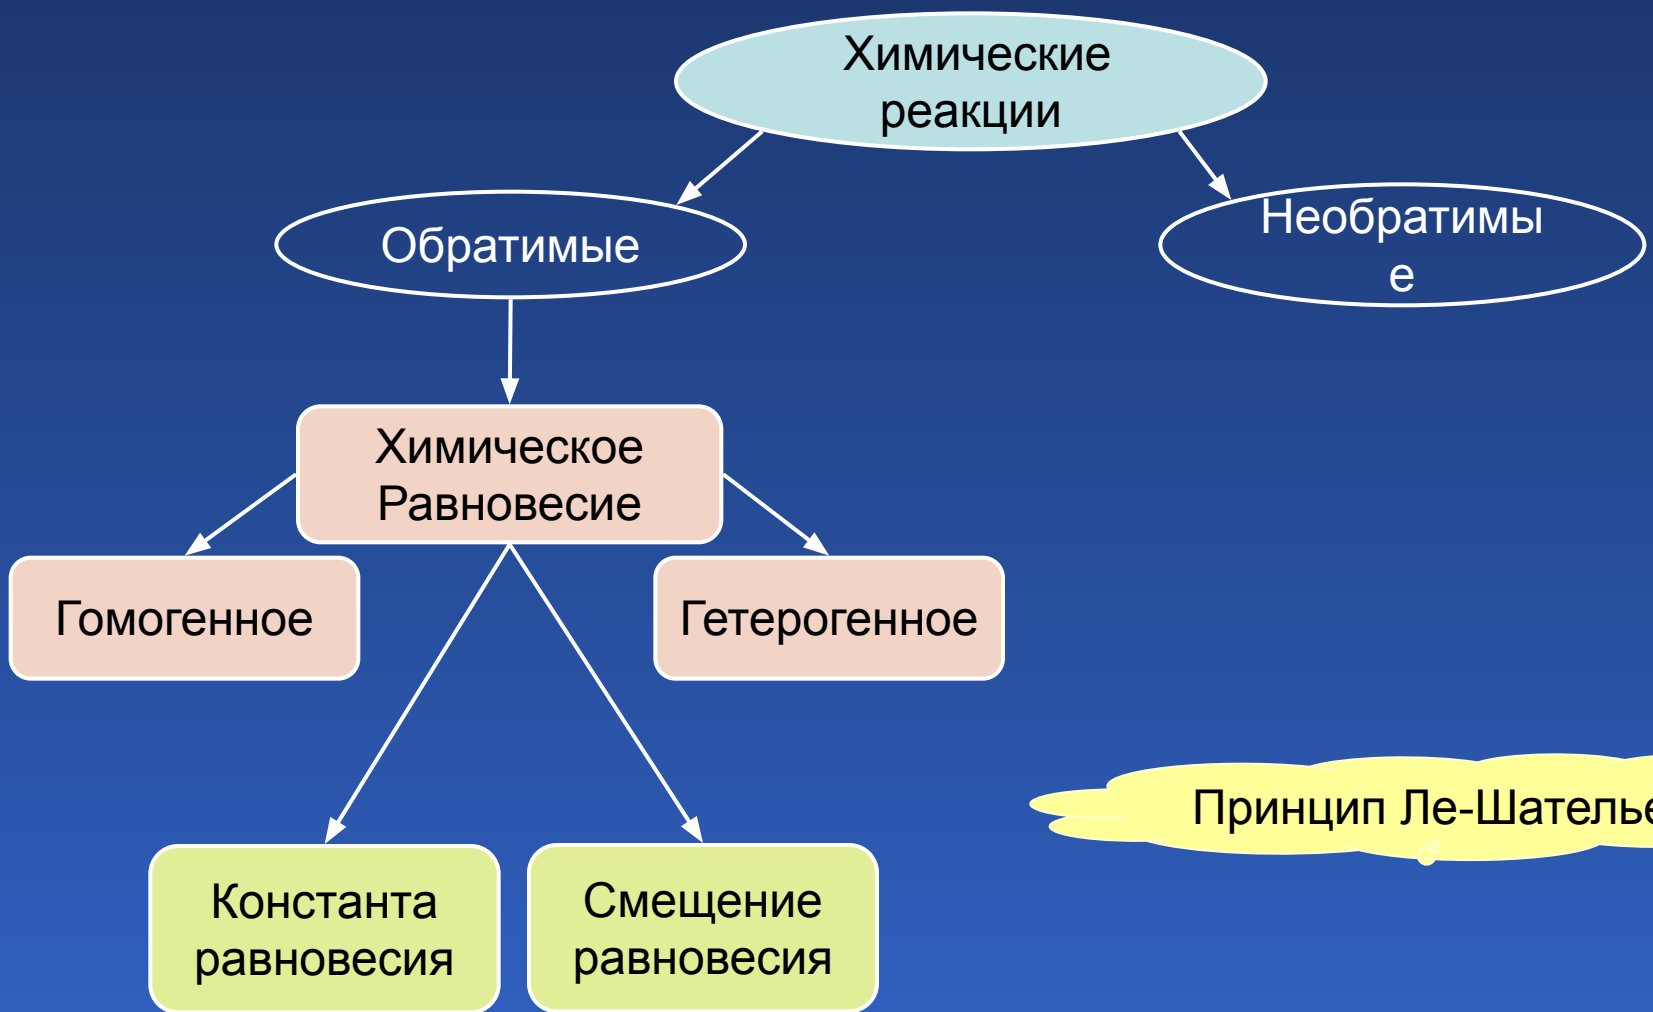 Химические
реакции
Обратимые
Необратимы
е
Химическое
Равновесие
Гомогенное
Гетерогенное
Принцип Ле-Шателье
Константа
равновесия
Смещение
равновесия